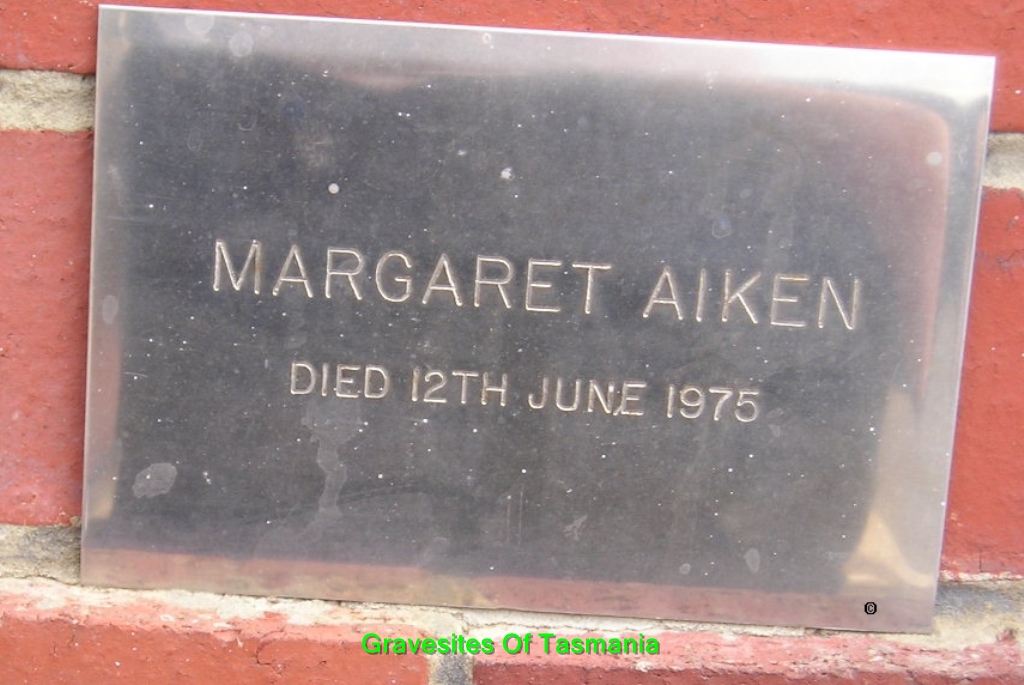 MARGARET AIKEN
DIED 12TH JUNE 1975
©
Gravesites Of Tasmania